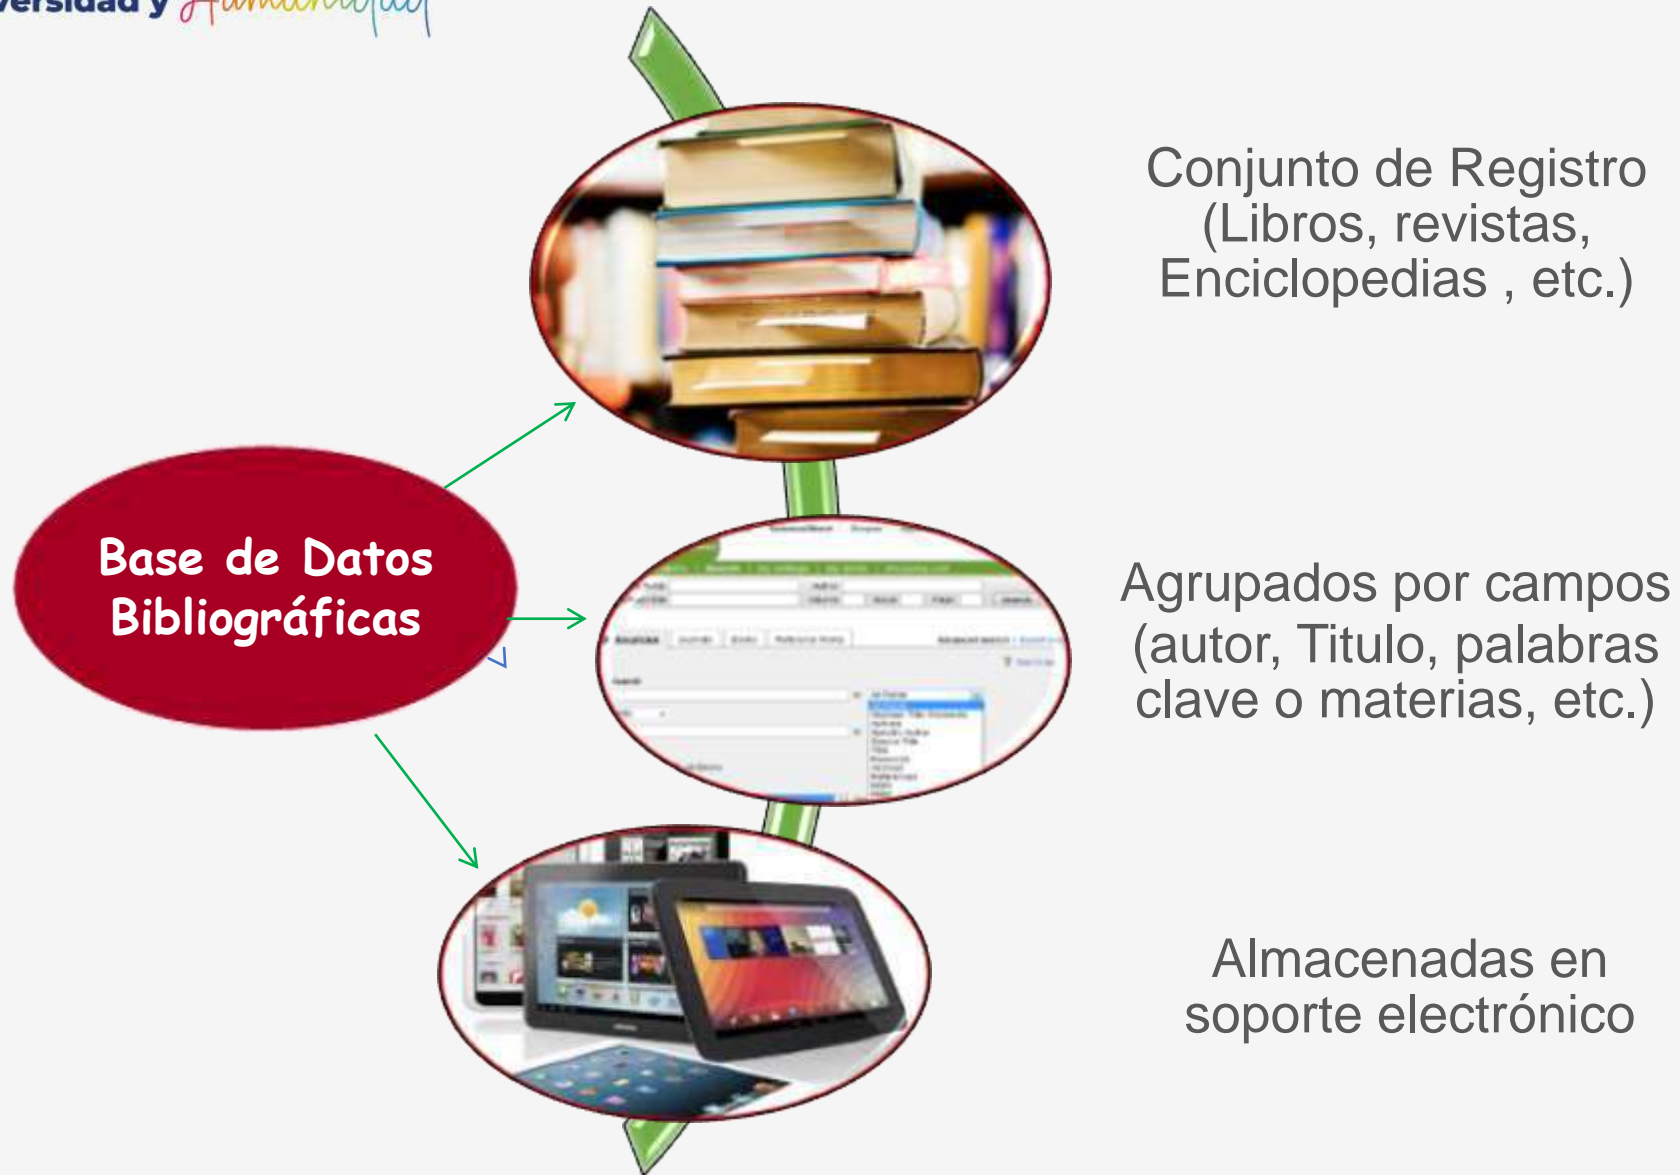 y Humanidad
Base de Datos
Bibliográficas
Conjunto de Registro
(Libros, revistas,
Enciclopedias , etc.)
Agrupados por campos
(autor, Titulo, palabras
clave o materias, etc.)
Almacenadas en
soporte electrónico